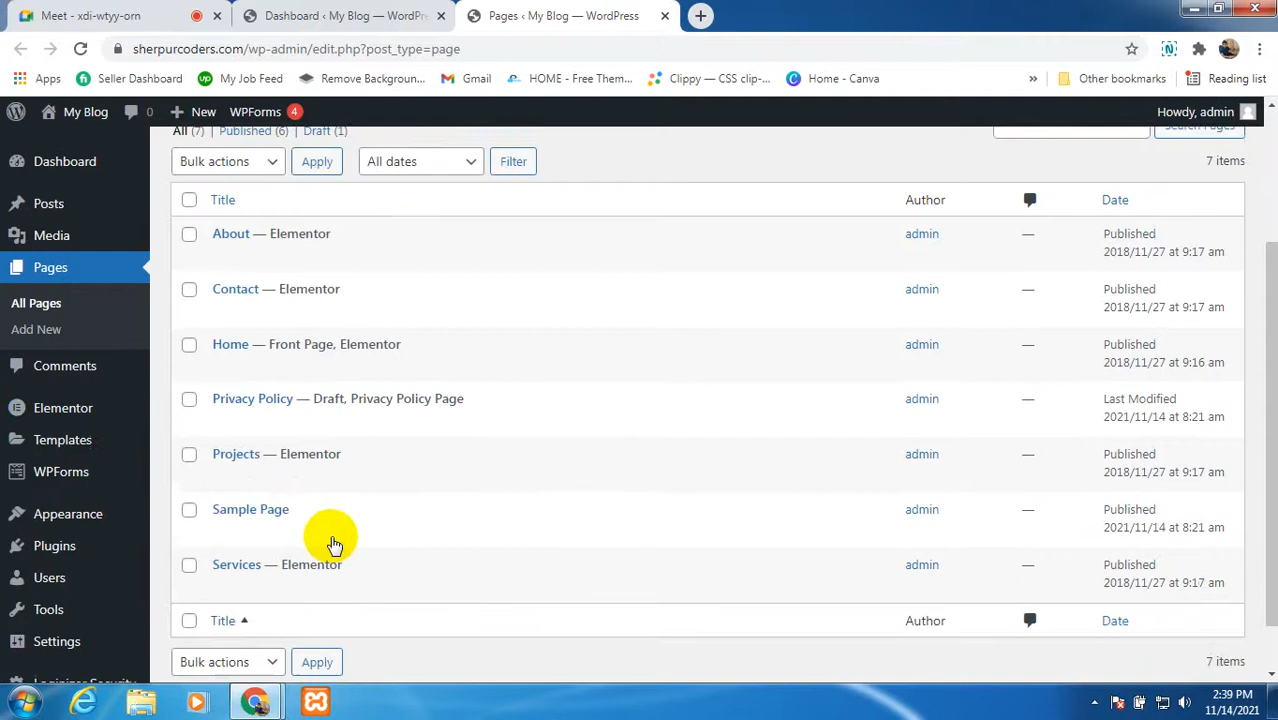 Meet - xdi-wtyy-orn
Dashboard ‹ My Blog — WordPre
Pages ‹ My Blog — WordPress
sherpurcoders.com/wp-admin/edit.php?post_type=page
Apps
Seller Dashboard
up My Job Feed
Remove Backgroun...
Gmail
HOME - Free Them...
Clippy — CSS clip-...
C Home - Canva
»
Other bookmarks
Reading list
My Blog
0
New
WPForms 4
Howdy, admin
All (7) | Published (6) | Draft (1)
Search Pages
Bulk actions
Apply
All dates
Filter
7 items
Dashboard
Posts
Media
Pages
All Pages
Add New
Comments
Elementor
Templates
WPForms
Appearance
Plugins
Users
Tools
Settings
Loginizer Security
Title Author Date
About — Elementor admin — Published
2018/11/27 at 9:17 am
Contact — Elementor admin — Published
2018/11/27 at 9:17 am
Home — Front Page, Elementor admin — Published
2018/11/27 at 9:16 am
Privacy Policy — Draft, Privacy Policy Page admin — Last Modified
2021/11/14 at 8:21 am
Projects — Elementor admin — Published
2018/11/27 at 9:17 am
Sample Page admin — Published
2021/11/14 at 8:21 am
Services — Elementor admin — Published
2018/11/27 at 9:17 am
Title Author Date
Bulk actions
Apply
7 items
2:39 PM
11/14/2021